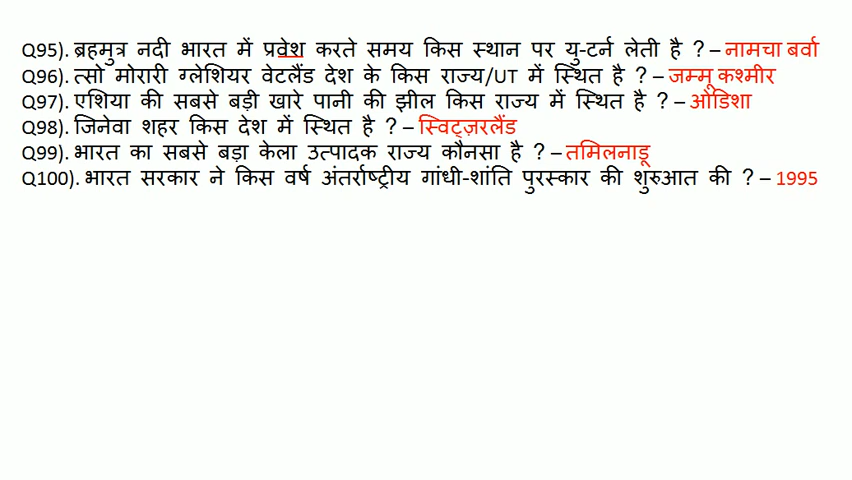 Q95). ब्रहमुत्र नदी भारत में प्रवेश करते समय किस स्थान पर यु-टर्न लेती है ? – नामचा बर्वा
Q96). त्सो मोरारी ग्लेशियर वेटलैंड देश के किस राज्य/UT में स्थित है ? – जम्मू कश्मीर
Q97). एशिया की सबसे बड़ी खारे पानी की झील किस राज्य में स्थित है ? – ओडिशा
Q98). जिनेवा शहर किस देश में स्थित है ? – स्विट्ज़रलैंड
Q99). भारत का सबसे बड़ा केला उत्पादक राज्य कौनसा है ? – तमिलनाडू
Q100). भारत सरकार ने किस वर्ष अंतर्राष्ट्रीय गांधी-शांति पुरस्कार की शुरुआत की ? – 1995